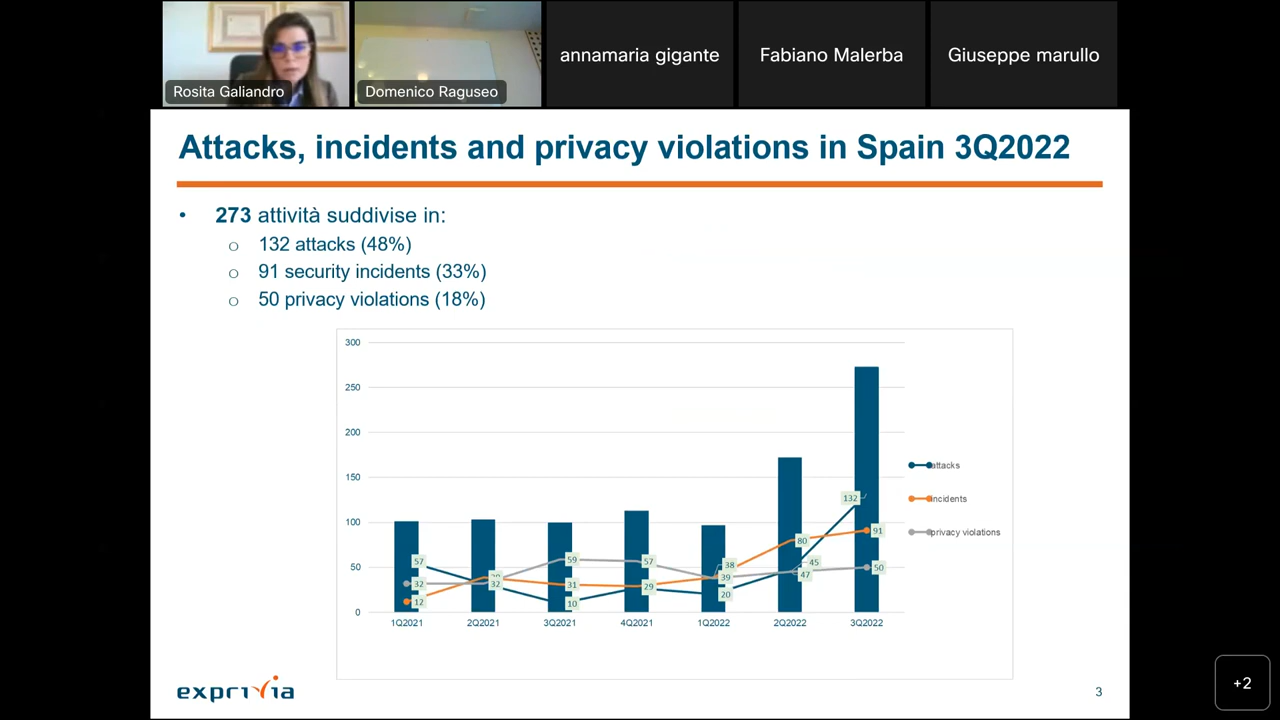 Rosita Galiandro
Domenico Raguseo
annamaria gigante
Fabiano Malerba
Giuseppe marullo
Attacks, incidents and privacy violations in Spain 3Q2022
• 273 attività suddivise in:
o 132 attacks (48%)
o 91 security incidents (33%)
o 50 privacy violations (18%)
300
250
200
150
100
50
0
57
32
12
32
59
31
10
57
29
38
39
20
80
45
47
132
91
50
1Q2021
2Q2021
3Q2021
4Q2021
1Q2022
2Q2022
3Q2022
attacks
incidents
privacy violations
exprivia
3
+2